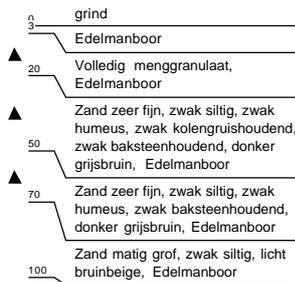 0
grind
3
Edelmanboor
20
Volledig menggranulaat,
Edelmanboor
Zand zeer fijn, zwak siltig, zwak
humeus, zwak kolengruishoudend,
zwak baksteenhoudend, donker
grijsbruin, Edelmanboor
50
Zand zeer fijn, zwak siltig, zwak
humeus, zwak baksteenhoudend,
donker grijsbruin, Edelmanboor
70
Zand matig grof, zwak siltig, licht
bruinbeige, Edelmanboor
100